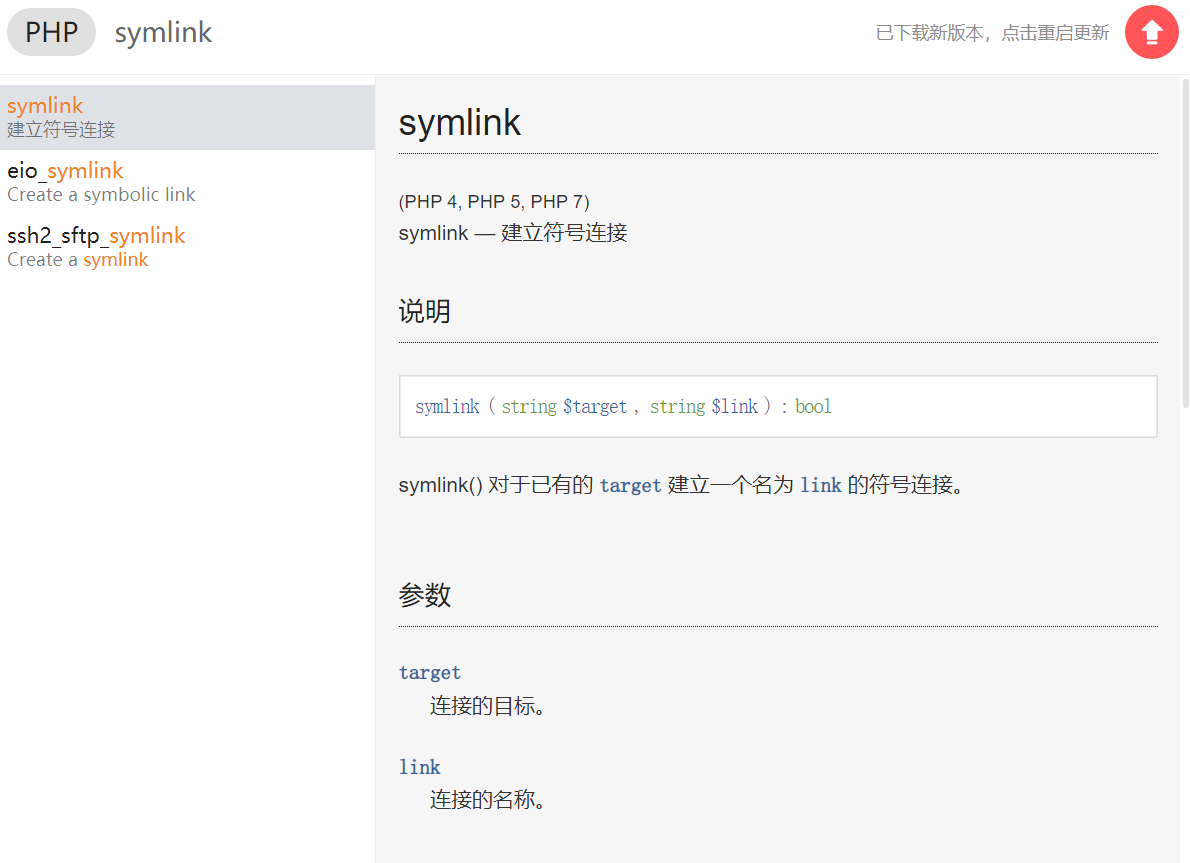 PHP symlink
已下载新版本，点击重启更新
symlink
建立符号连接
eio_symlink
Create a symbolic link
ssh2_sftp_symlink
Create a symlink
symlink
(PHP 4, PHP 5, PHP 7)
symlink — 建立符号连接
说明
symlink ( string $target , string $link ) : bool
symlink() 对于已有的 target 建立一个名为 link 的符号连接。
参数
target
连接的目标。
link
连接的名称。